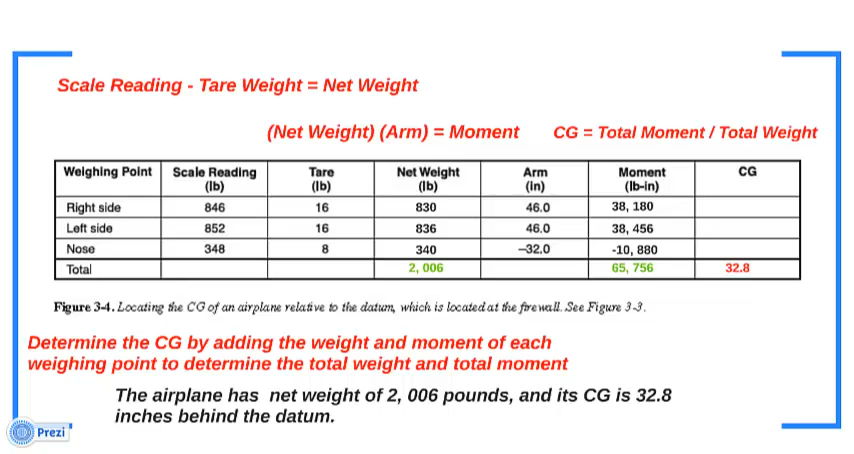 Scale Reading - Tare Weight = Net Weight
(Net Weight) (Arm) = Moment CG = Total Moment / Total Weight
Weighing Point Scale Reading (lb) Tare (lb) Net Weight (lb) Arm (in) Moment (lb-in) CG
Right side 846 16 830 46.0 38, 180
Left side 852 16 836 46.0 38, 456
Nose 348 8 340 –32.0 -10, 880
Total 2, 006 65, 756 32.8
Figure 3-4. Locating the CG of an airplane relative to the datum, which is located at the firewall. See Figure 3-3.
Determine the CG by adding the weight and moment of each
weighing point to determine the total weight and total moment
The airplane has net weight of 2, 006 pounds, and its CG is 32.8
inches behind the datum.
Prezi